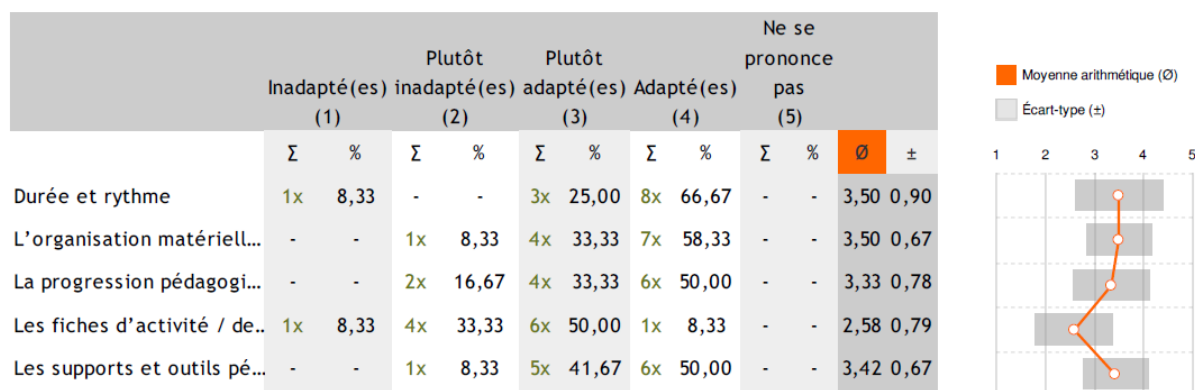 Ne se
Plutôt Plutôt prononce
Inadapté(es) inadapté(es) adapté(es) Adapté(es) pas
(1) (2) (3) (4) (5)
Σ % Σ % Σ % Σ % Σ % Ø ±
Durée et rythme 1x 8,33 - - 3x 25,00 8x 66,67 - - 3,50 0,90
L’organisation matériell... - - 1x 8,33 4x 33,33 7x 58,33 - - 3,50 0,67
La progression pédagogi... - - 2x 16,67 4x 33,33 6x 50,00 - - 3,33 0,78
Les fiches d’activité / de.. 1x 8,33 4x 33,33 6x 50,00 1x 8,33 - - 2,58 0,79
Les supports et outils pé... - - 1x 8,33 5x 41,67 6x 50,00 - - 3,42 0,67
Moyenne arithmétique (Ø)
Écart-type (±)
1 2 3 4 5